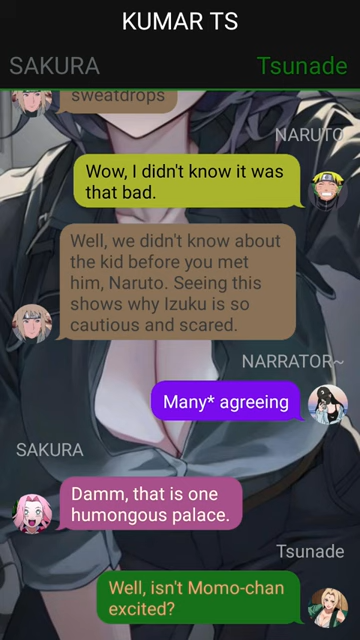 KUMAR TS
SAKURA
Tsunade
sweatdrops
NARUTO
Wow, I didn't know it was
that bad.
Well, we didn't know about
the kid before you met
him, Naruto. Seeing this
shows why Izuku is so
cautious and scared.
NARRATOR~
Many* agreeing
SAKURA
Damm, that is one
humongous palace.
Tsunade
Well, isn't Momo-chan
excited?